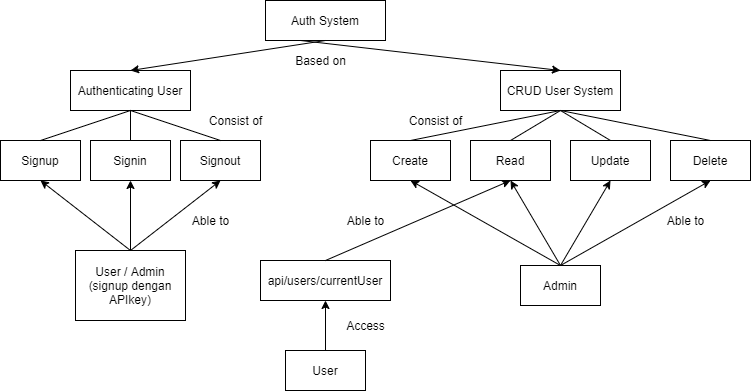 Auth System
Based on
Authenticating User
CRUD User System
Consist of
Consist of
Signup
Signin
Signout
Create
Read
Update
Delete
Able to
Able to
Able to
User / Admin
(signup dengan
APIkey)
api/users/currentUser
Admin
Access
User